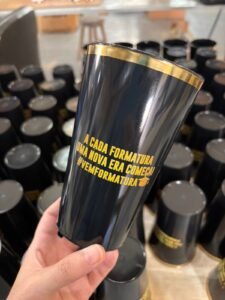 A CADA FORMATURA
UMA NOVA ERA COMEÇA!
#VEMFORMATURA